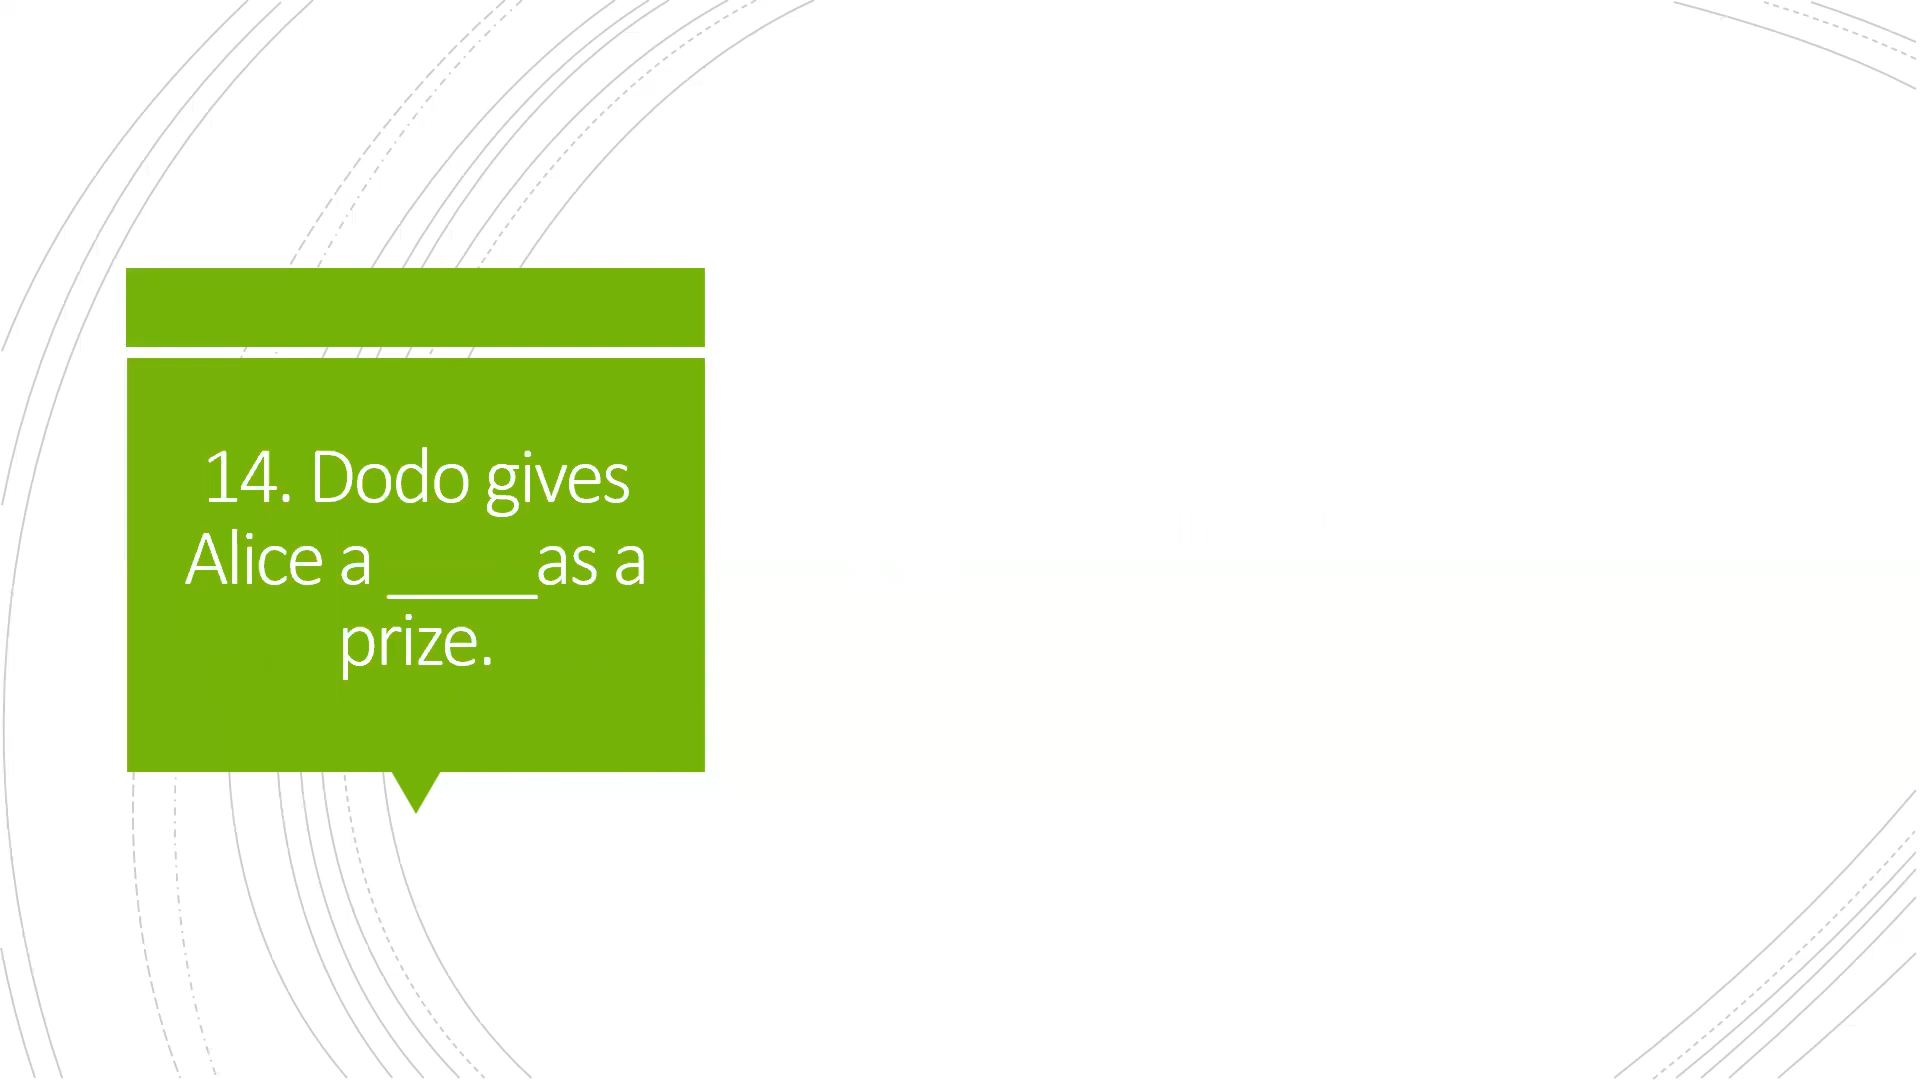 14. Dodo gives
Alice a _____as a
prize.